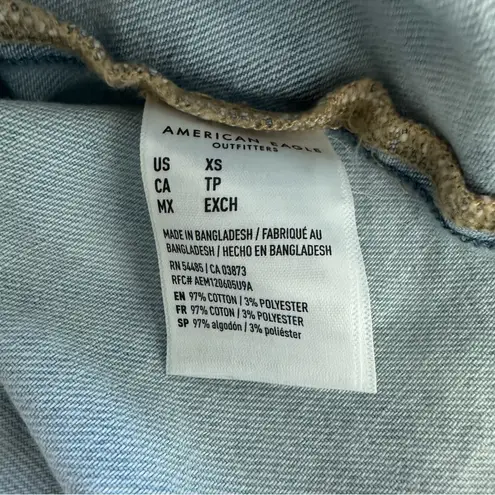 AMERICAN EAGLE
OUTFITTERS
US XS
CA TP
MX EXCH
MADE IN BANGLADESH / FABRIQUÉ AU
BANGLADESH / HECHO EN BANGLADESH
RN 54485 / CA 03873
RFC# AEM120605U9A
EN 97% COTTON / 3% POLYESTER
FR 97% COTON / 3% POLYESTER
SP 97% algodón / 3% poliéster